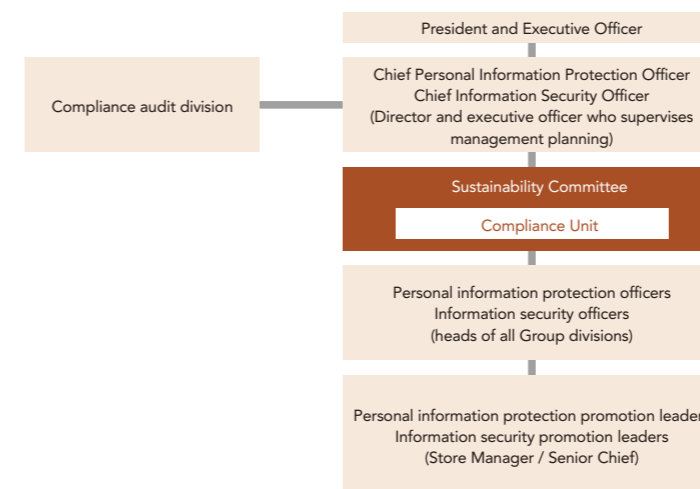 President and Executive Officer
Compliance audit division
Chief Personal Information Protection Officer
Chief Information Security Officer
(Director and executive officer who supervises
management planning)
Sustainability Committee
Compliance Unit
Personal information protection officers
Information security officers
(heads of all Group divisions)
Personal information protection promotion
Information security promotion leaders
(Store Manager / Senior Chief)